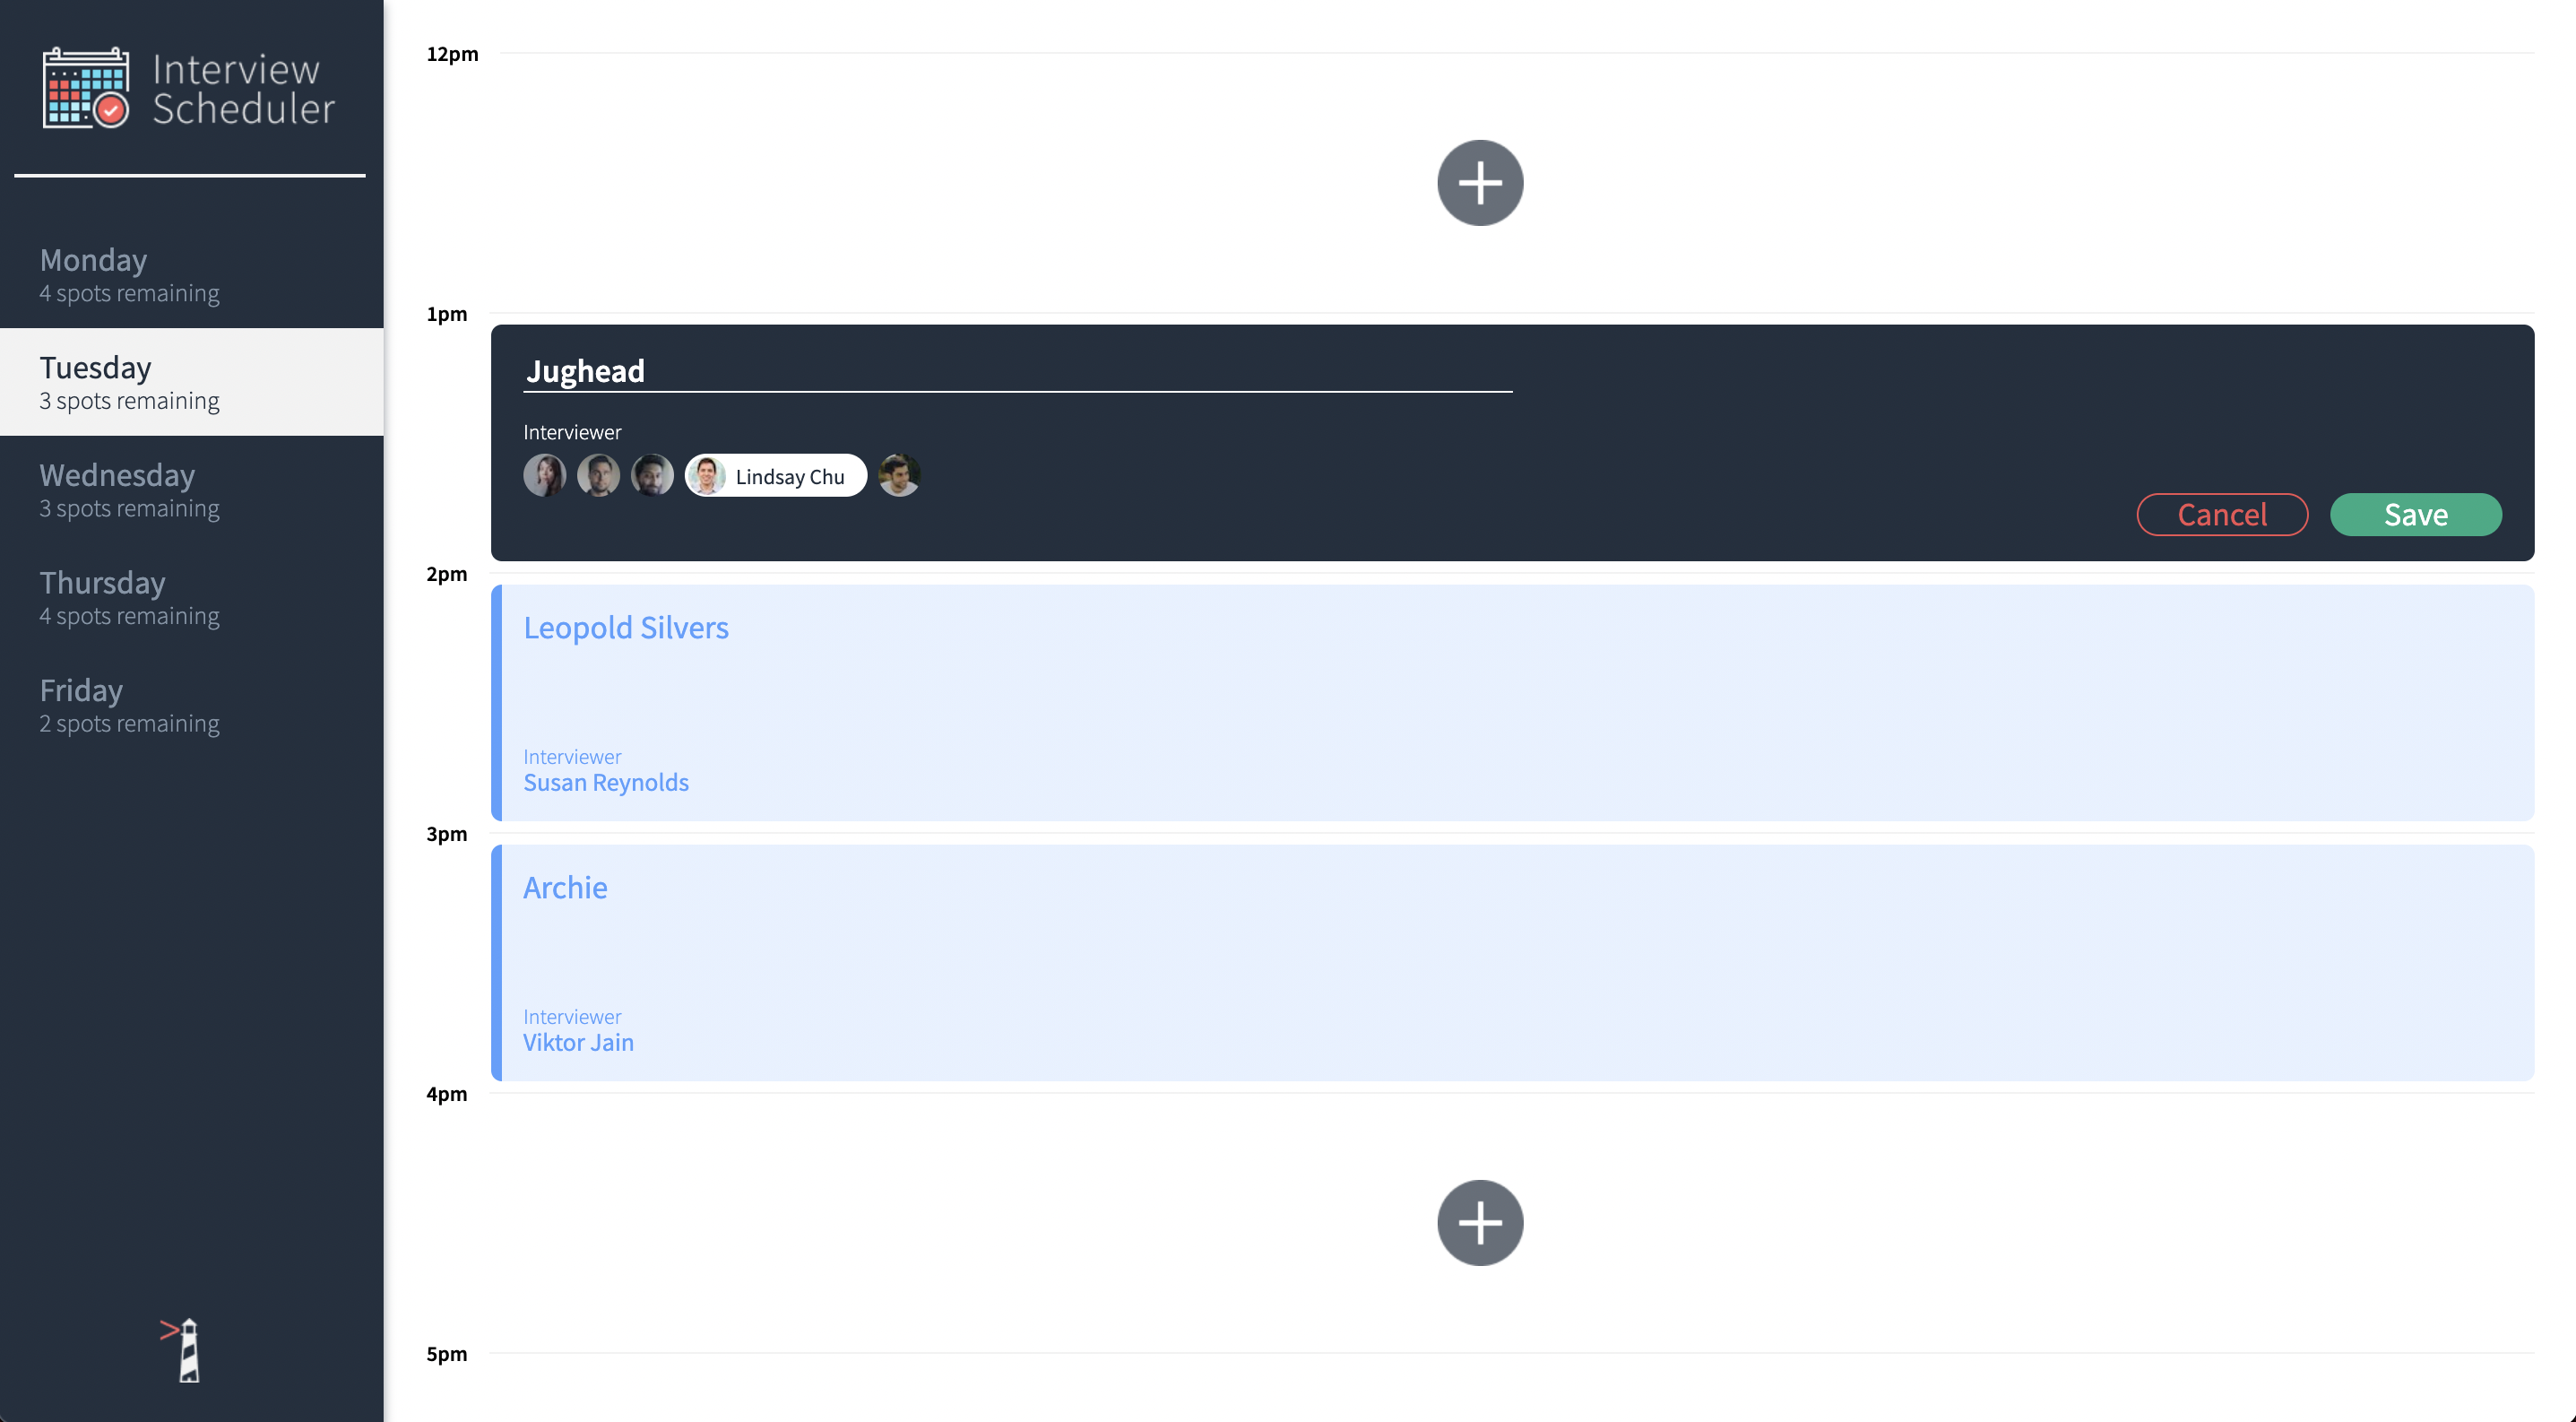 Interview
Scheduler
Monday
4 spots remaining
Tuesday
3 spots remaining
Wednesday
3 spots remaining
Thursday
4 spots remaining
Friday
2 spots remaining
12pm
1pm
Jughead
Interviewer
Lindsay Chu
Cancel
Save
2pm
Leopold Silvers
Interviewer
Susan Reynolds
3pm
Archie
Interviewer
Viktor Jain
4pm
5pm